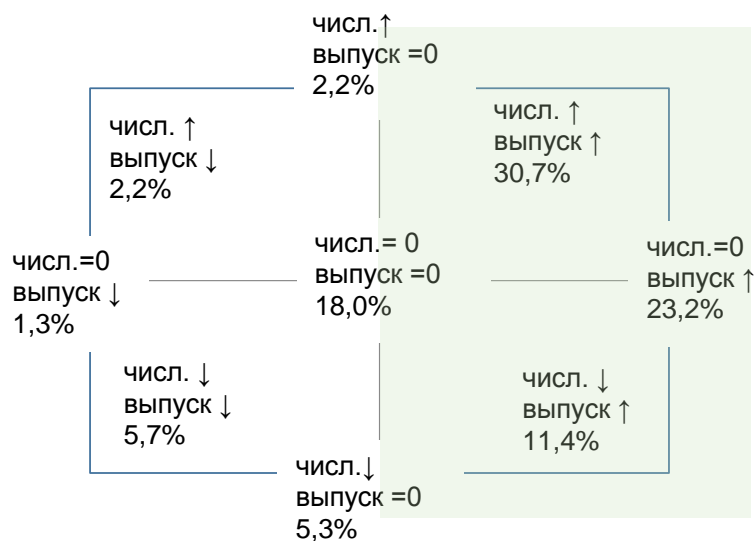 числ.↑
выпуск =0
2,2%
числ. ↑
выпуск ↓
2,2%
числ. ↑
выпуск ↑
30,7%
числ.=0
выпуск ↓
1,3%
числ.= 0
выпуск =0
18,0%
числ.=0
выпуск ↑
23,2%
числ. ↓
выпуск ↓
5,7%
числ. ↓
выпуск ↑
11,4%
числ.↓
выпуск =0
5,3%